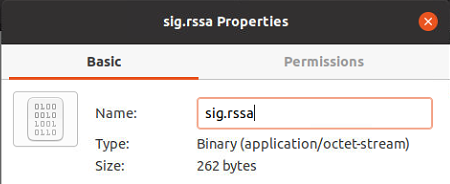 sig.rssa Properties
Basic Permissions
0100
0010
1001
0110
Name: sig.rssa
Type: Binary (application/octet-stream)
Size: 262 bytes